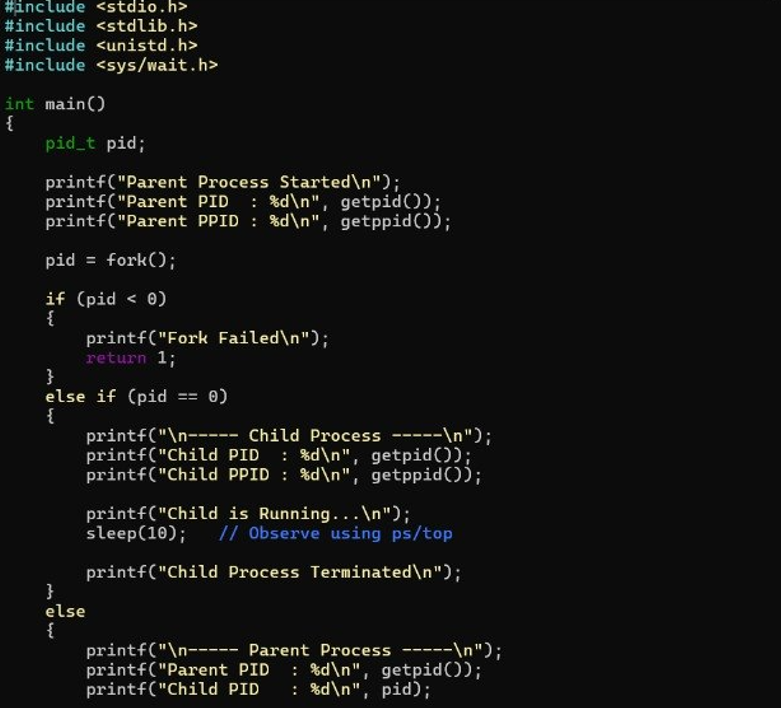 #include <stdio.h>
#include <stdlib.h>
#include <unistd.h>
#include <sys/wait.h>

int main()
{
    pid_t pid;

    printf("Parent Process Started\n");
    printf("Parent PID  : %d\n", getpid());
    printf("Parent PPID : %d\n", getppid());

    pid = fork();

    if (pid < 0)
    {
        printf("Fork Failed\n");
        return 1;
    }
    else if (pid == 0)
    {
        printf("\n----- Child Process -----\n");
        printf("Child PID  : %d\n", getpid());
        printf("Child PPID : %d\n", getppid());

        printf("Child is Running...\n");
        sleep(10);   // Observe using ps/top

        printf("Child Process Terminated\n");
    }
    else
    {
        printf("\n----- Parent Process -----\n");
        printf("Parent PID  : %d\n", getpid());
        printf("Child PID   : %d\n", pid);